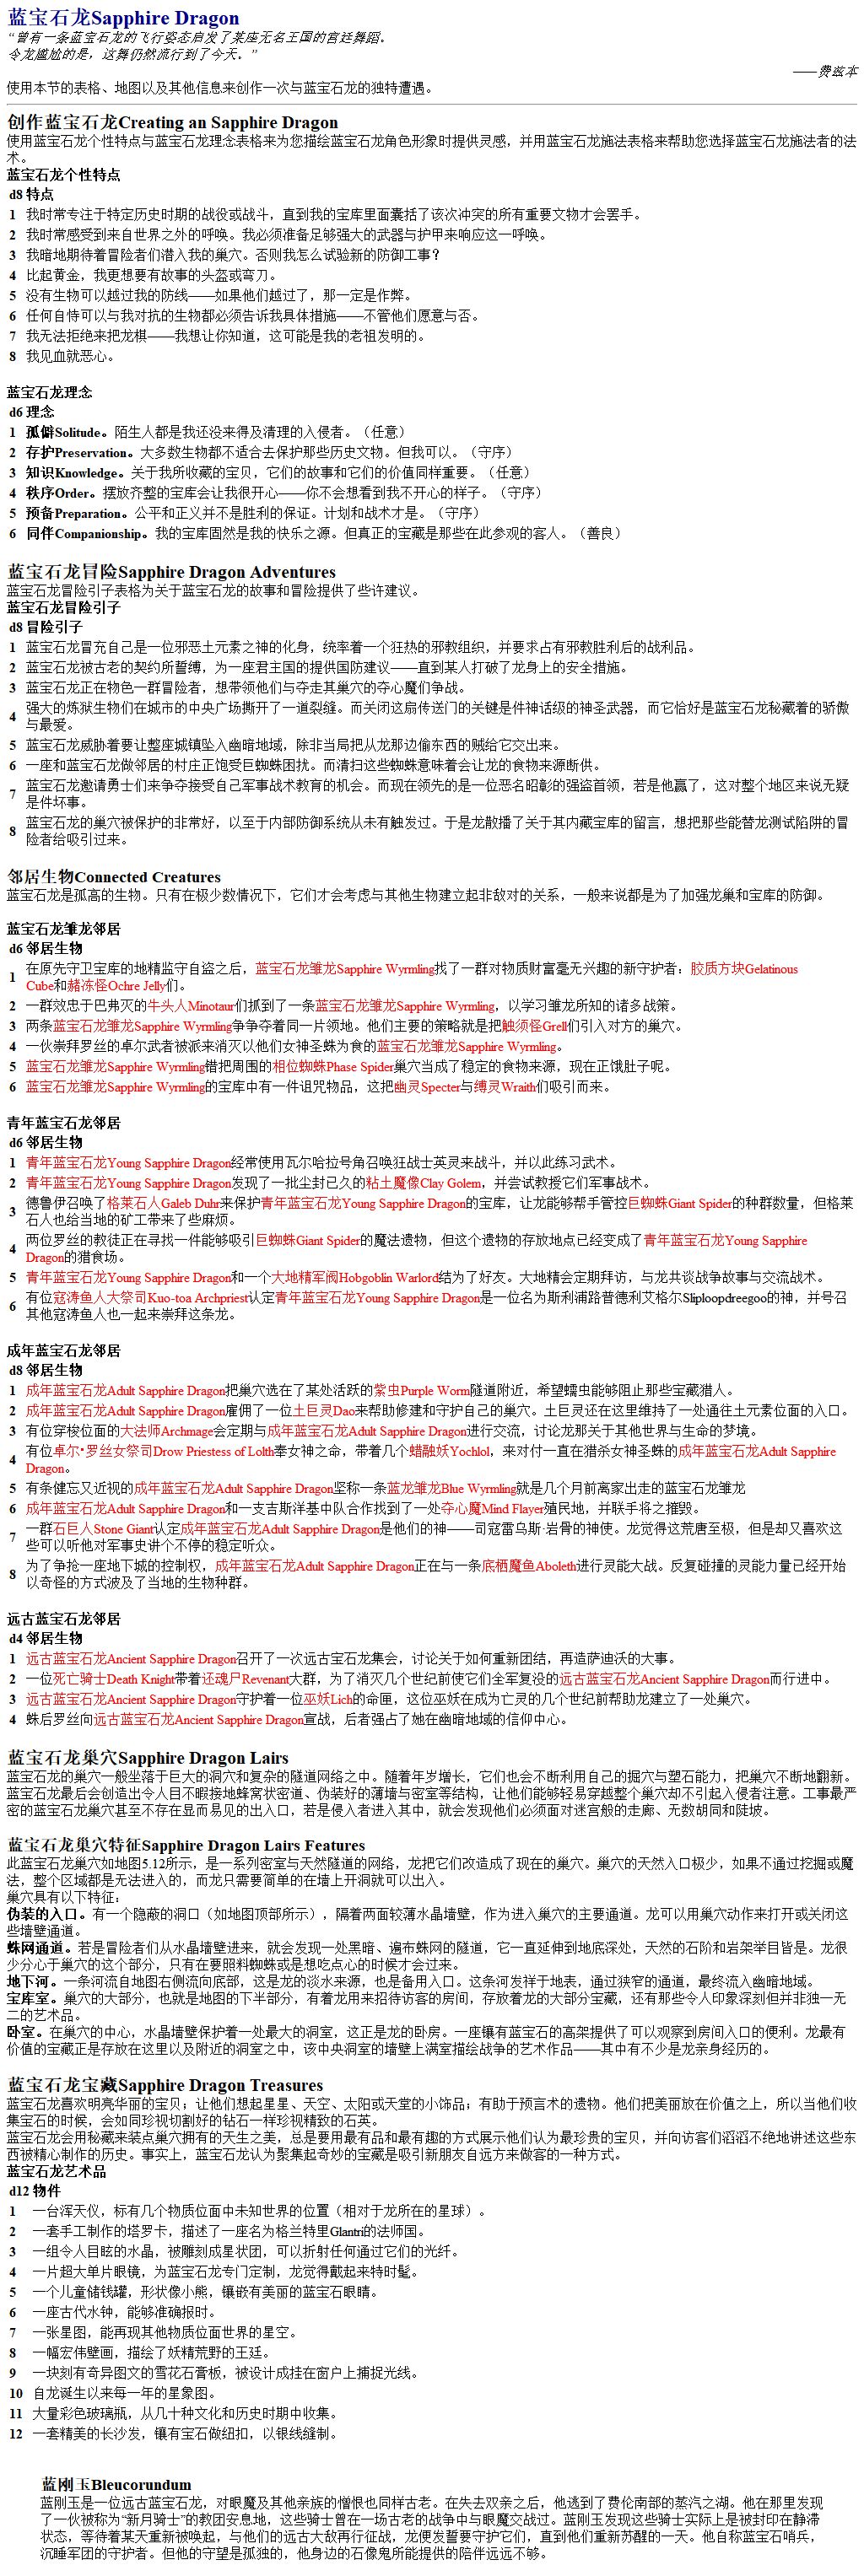 蓝宝石龙Sapphire Dragon
“曾有一条蓝宝石龙的飞行姿态启发了某座无名王国的宫廷舞蹈。
令龙尴尬的是，这舞仍然流行到了今天。”
——费兹本
使用本节的表格、地图以及其他信息来创作一次与蓝宝石龙的独特遭遇。
创作蓝宝石龙Creating an Sapphire Dragon
使用蓝宝石龙个性特点与蓝宝石龙理念表格来为您描绘蓝宝石龙角色形象时提供灵感，并用蓝宝石龙施法表格来帮助您选择蓝宝石龙施法者的法
术。
蓝宝石龙个性特点
d8 特点
1 我时常专注于特定历史时期的战役或战斗，直到我的宝库里面囊括了该次冲突的所有重要文物才会罢手。
2 我时常感受到来自世界之外的呼唤。我必须准备足够强大的武器与护甲来响应这一呼唤。
3 我暗地期待着冒险者们潜入我的巢穴。否则我怎么试验新的防御工事？
4 比起黄金，我更想要有故事的头盔或弯刀。
5 没有生物可以越过我的防线——如果他们越过了，那一定是作弊。
6 任何自恃可以与我对抗的生物都必须告诉我具体措施——不管他们愿意与否。
7 我无法拒绝来把龙棋——我想让你知道，这可能是我的老祖发明的。
8 我见血就恶心。
蓝宝石龙理念
d6 理念
1 孤僻Solitude。陌生人都是我还没来得及清理的入侵者。（任意）
2 存护Preservation。大多数生物都不适合去保护那些历史文物。但我可以。（守序）
3 知识Knowledge。关于我所收藏的宝贝，它们的故事和它们的价值同样重要。（任意）
4 秩序Order。摆放齐整的宝库会让我很开心——你不会想看到我不开心的样子。（守序）
5 预备Preparation。公平和正义并不是胜利的保证。计划和战术才是。（守序）
6 同伴Companionship。我的宝库固然是我的快乐之源。但真正的宝藏是那些在此参观的客人。（善良）
蓝宝石龙冒险Sapphire Dragon Adventures
蓝宝石龙冒险引子表格为关于蓝宝石龙的故事和冒险提供了些许建议。
蓝宝石龙冒险引子
d8 冒险引子
1 蓝宝石龙冒充自己是一位邪恶土元素之神的化身，统率着一个狂热的邪教组织，并要求占有邪教胜利后的战利品。
2 蓝宝石龙被古老的契约所誓缚，为一座君主国的提供国防建议——直到某人打破了龙身上的安全措施。
3 蓝宝石龙正在物色一群冒险者，想带领他们与夺走其巢穴的夺心魔们争战。
4 强大的炼狱生物们在城市的中央广场撕开了一道裂缝。而关闭这扇传送门的关键是件神话级的神圣武器，而它恰好是蓝宝石龙秘藏着的骄傲
与最爱。
5 蓝宝石龙威胁着要让整座城镇坠入幽暗地域，除非当局把从龙那边偷东西的贼给它交出来。
6 一座和蓝宝石龙做邻居的村庄正饱受巨蜘蛛困扰。而清扫这些蜘蛛意味着会让龙的食物来源断供。
7 蓝宝石龙邀请勇士们来争夺接受自己军事战术教育的机会。而现在领先的是一位恶名昭彰的强盗首领，若是他赢了，这对整个地区来说无疑
是件坏事。
8 蓝宝石龙的巢穴被保护的非常好，以至于内部防御系统从未有触发过。于是龙散播了关于其内藏宝库的留言，想把那些能替龙测试陷阱的冒
险者给吸引过来。
邻居生物Connected Creatures
蓝宝石龙是孤高的生物。只有在极少数情况下，它们才会考虑与其他生物建立起非敌对的关系，一般来说都是为了加强龙巢和宝库的防御。
蓝宝石龙雏龙邻居
d6 邻居生物
1 在原先守卫宝库的地精监守自盗之后，蓝宝石龙雏龙Sapphire Wyrmling找了一群对物质财富毫无兴趣的新守护者：胶质方块Gelatinous
Cube和赭冻怪Ochre Jelly们。
2 一群效忠于巴弗灭的牛头人Minotaur们抓到了一条蓝宝石龙雏龙Sapphire Wyrmling，以学习雏龙所知的诸多战策。
3 两条蓝宝石龙雏龙Sapphire Wyrmling争争夺着同一片领地。他们主要的策略就是把触须怪Grell们引入对方的巢穴。
4 一伙崇拜罗丝的卓尔武者被派来消灭以他们女神圣蛛为食的蓝宝石龙雏龙Sapphire Wyrmling。
5 蓝宝石龙雏龙Sapphire Wyrmling错把周围的相位蜘蛛Phase Spider巢穴当成了稳定的食物来源，现在正饿肚子呢。
6 蓝宝石龙雏龙Sapphire Wyrmling的宝库中有一件诅咒物品，这把幽灵Specter与缚灵Wraith们吸引而来。
青年蓝宝石龙邻居
d6 邻居生物
1 青年蓝宝石龙Young Sapphire Dragon经常使用瓦尔哈拉号角召唤狂战士英灵来战斗，并以此练习武术。
2 青年蓝宝石龙Young Sapphire Dragon发现了一批尘封已久的粘土魔像Clay Golem，并尝试教授它们军事战术。
3 德鲁伊召唤了格莱石人Galeb Duhr来保护青年蓝宝石龙Young Sapphire Dragon的宝库，让龙能够帮手管控巨蜘蛛Giant Spider的种群数量，但格莱
石人也给当地的矿工带来了些麻烦。
4 两位罗丝的教徒正在寻找一件能够吸引巨蜘蛛Giant Spider的魔法遗物，但这个遗物的存放地点已经变成了青年蓝宝石龙Young Sapphire
Dragon的猎食场。
5 青年蓝宝石龙Young Sapphire Dragon和一个大地精军阀Hobgoblin Warlord结为了好友。大地精会定期拜访，与龙共谈战争故事与交流战术。
6 有位寇涛鱼人大祭司Kuo-toa Archpriest认定青年蓝宝石龙Young Sapphire Dragon是一位名为斯利浦路普德利艾格尔Sliploopdreegoo的神，并号召
其他寇涛鱼人也一起来崇拜这条龙。
成年蓝宝石龙邻居
d8 邻居生物
1 成年蓝宝石龙Adult Sapphire Dragon把巢穴选在了某处活跃的紫虫Purple Worm隧道附近，希望蠕虫能够阻止那些宝藏猎人。
2 成年蓝宝石龙Adult Sapphire Dragon雇佣了一位土巨灵Dao来帮助修建和守护自己的巢穴。土巨灵还在这里维持了一处通往土元素位面的入口。
3 有位穿梭位面的大法师Archmage会定期与成年蓝宝石龙Adult Sapphire Dragon进行交流，讨论龙那关于其他世界与生命的梦境。
4 有位卓尔·罗丝女祭司Drow Priestess of Lolth奉女神之命，带着几个蜡融妖Yochlol，来对付一直在猎杀女神圣蛛的成年蓝宝石龙Adult Sapphire
Dragon。
5 有条健忘又近视的成年蓝宝石龙Adult Sapphire Dragon坚称一条蓝龙雏龙Blue Wyrmling就是几个月前离家出走的蓝宝石龙雏龙
6 成年蓝宝石龙Adult Sapphire Dragon和一支吉斯洋基中队合作找到了一处夺心魔Mind Flayer殖民地，并联手将之摧毁。
7 一群石巨人Stone Giant认定成年蓝宝石龙Adult Sapphire Dragon是他们的神——司寇雷乌斯·岩骨的神使。龙觉得这荒唐至极，但是却又喜欢这
些可以听他对军事史讲个不停的稳定听众。
8 为了争抢一座地下城的控制权，成年蓝宝石龙Adult Sapphire Dragon正在与一条底栖魔鱼Aboleth进行灵能大战。反复碰撞的灵能力量已经开始
以奇怪的方式波及了当地的生物种群。
远古蓝宝石龙邻居
d4 邻居生物
1 远古蓝宝石龙Ancient Sapphire Dragon召开了一次远古宝石龙集会，讨论关于如何重新团结，再造萨迪沃的大事。
2 一位死亡骑士Death Knight带着还魂尸Revenant大群，为了消灭几个世纪前使它们全军复没的远古蓝宝石龙Ancient Sapphire Dragon而行进中。
3 远古蓝宝石龙Ancient Sapphire Dragon守护着一位巫妖Lich的命匣，这位巫妖在成为亡灵的几个世纪前帮助龙建立了一处巢穴。
4 蛛后罗丝向远古蓝宝石龙Ancient Sapphire Dragon宣战，后者强占了她在幽暗地域的信仰中心。
蓝宝石龙巢穴Sapphire Dragon Lairs
蓝宝石龙的巢穴一般坐落于巨大的洞穴和复杂的隧道网络之中。随着年岁增长，它们也会不断利用自己的掘穴与塑石能力，把巢穴不断地翻新。
蓝宝石龙最后会创造出令人目不暇接地蜂窝状密道、伪装好的薄墙与密室等结构，让他们能够轻易穿越整个巢穴却不引起入侵者注意。工事最严
密的蓝宝石龙巢穴甚至不存在显而易见的出入口，若是侵入者进入其中，就会发现他们必须面对迷宫般的走廊、无数胡同和陡坡。
蓝宝石龙巢穴特征Sapphire Dragon Lairs Features
此蓝宝石龙巢穴如地图5.12所示，是一系列密室与天然隧道的网络，龙把它们改造成了现在的巢穴。巢穴的天然入口极少，如果不通过挖掘或魔
法，整个区域都是无法进入的，而龙只需要简单的在墙上开洞就可以出入。
巢穴具有以下特征：
伪装的入口。有一个隐蔽的洞口（如地图顶部所示），隔着两面较薄水晶墙壁，作为进入巢穴的主要通道。龙可以用巢穴动作来打开或关闭这
些墙壁通道。
蛛网通道。若是冒险者们从水晶墙壁进来，就会发现一处黑暗、遍布蛛网的隧道，它一直延伸到地底深处，天然的石阶和岩架举目皆是。龙很
少分心于巢穴的这个部分，只有在要照料蜘蛛或是想吃点心的时候才会过来。
地下河。一条河流自地图右侧流向底部，这是龙的淡水来源，也是备用入口。这条河发祥于地表，通过狭窄的通道，最终流入幽暗地域。
宝库室。巢穴的大部分，也就是地图的下半部分，有着龙用来招待访客的房间，存放着龙的大部分宝藏，还有那些令人印象深刻但并非独一无
二的艺术品。
卧室。在巢穴的中心，水晶墙壁保护着一处最大的洞室，这正是龙的卧房。一座镶有蓝宝石的高架提供了可以观察到房间入口的便利。龙最有
价值的宝藏正是存放在这里以及附近的洞室之中，该中央洞室的墙壁上满室描绘战争的艺术作品——其中有不少是龙亲身经历的。
蓝宝石龙宝藏Sapphire Dragon Treasures
蓝宝石龙喜欢明亮华丽的宝贝；让他们想起星星、天空、太阳或天堂的小饰品；有助于预言术的遗物。他们把美丽放在价值之上，所以当他们收
集宝石的时候，会如同珍视切割好的钻石一样珍视精致的石英。
蓝宝石龙会用秘藏来装点巢穴拥有的天生之美，总是要用最有品和最有趣的方式展示他们认为最珍贵的宝贝，并向访客们滔滔不绝地讲述这些东
西被精心制作的历史。事实上，蓝宝石龙认为聚集起奇妙的宝藏是吸引新朋友自远方来做客的一种方式。
蓝宝石龙艺术品
d12 物件
1 一台浑天仪，标有几个物质位面中未知世界的位置（相对于龙所在的星球）。
2 一套手工制作的塔罗卡，描述了一座名为格兰特里Glantri的法师国。
3 一组令人目眩的水晶，被雕刻成星状团，可以折射任何通过它们的光纤。
4 一片超大单片眼镜，为蓝宝石龙专门定制，龙觉得戴起来特时髦。
5 一个儿童储钱罐，形状像小熊，镶嵌有美丽的蓝宝石眼睛。
6 一座古代水钟，能够准确报时。
7 一张星图，能再现其他物质位面世界的星空。
8 一幅宏伟壁画，描绘了妖精荒野的王廷。
9 一块刻有奇异图文的雪花石膏板，被设计成挂在窗户上捕捉光线。
10 自龙诞生以来每一年的星象图。
11 大量彩色玻璃瓶，从几十种文化和历史时期中收集。
12 一套精美的长沙发，镶有宝石做纽扣，以银线缝制。
蓝刚玉Bleucorundum
蓝刚玉是一位远古蓝宝石龙，对眼魔及其他亲族的憎恨也同样古老。在失去双亲之后，他逃到了费伦南部的蒸汽之湖。他在那里发现
了一伙被称为“新月骑士”的教团安息地，这些骑士曾在一场古老的战争中与眼魔交战过。蓝刚玉发现这些骑士实际上是被封印在静滞
状态，等待着某天重新被唤起，与他们的远古大敌再行征战，龙便发誓要守护它们，直到他们重新苏醒的一天。他自称蓝宝石哨兵，
沉睡军团的守护者。但他的守望是孤独的，他身边的石像鬼所能提供的陪伴远远不够。